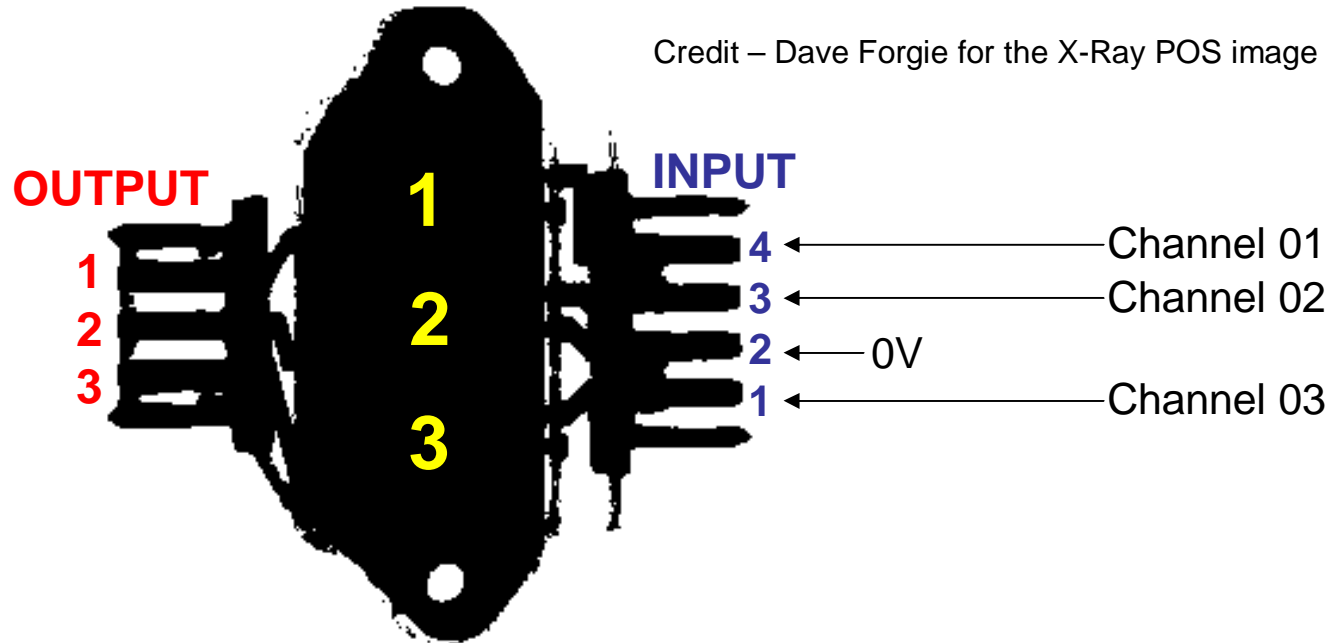 Credit – Dave Forgie for the X-Ray POS image
OUTPUT
INPUT
1
4 Channel 01
1
3 Channel 02
2
2
2 0V
3
1 Channel 03
3